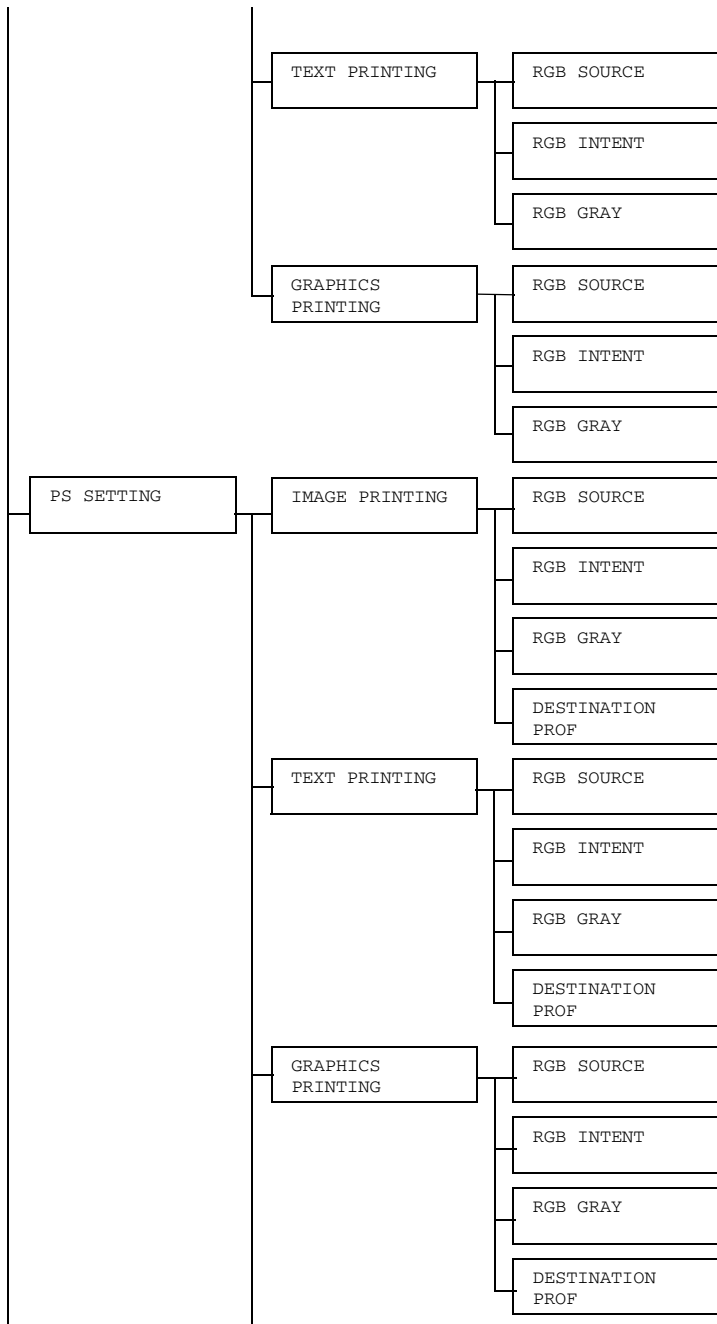 TEXT PRINTING
RGB SOURCE
RGB INTENT
RGB GRAY
GRAPHICS
PRINTING
RGB SOURCE
RGB INTENT
RGB GRAY
PS SETTING
IMAGE PRINTING
RGB SOURCE
RGB INTENT
RGB GRAY
DESTINATION
PROF
TEXT PRINTING
RGB SOURCE
RGB INTENT
RGB GRAY
DESTINATION
PROF
GRAPHICS
PRINTING
RGB SOURCE
RGB INTENT
RGB GRAY
DESTINATION
PROF